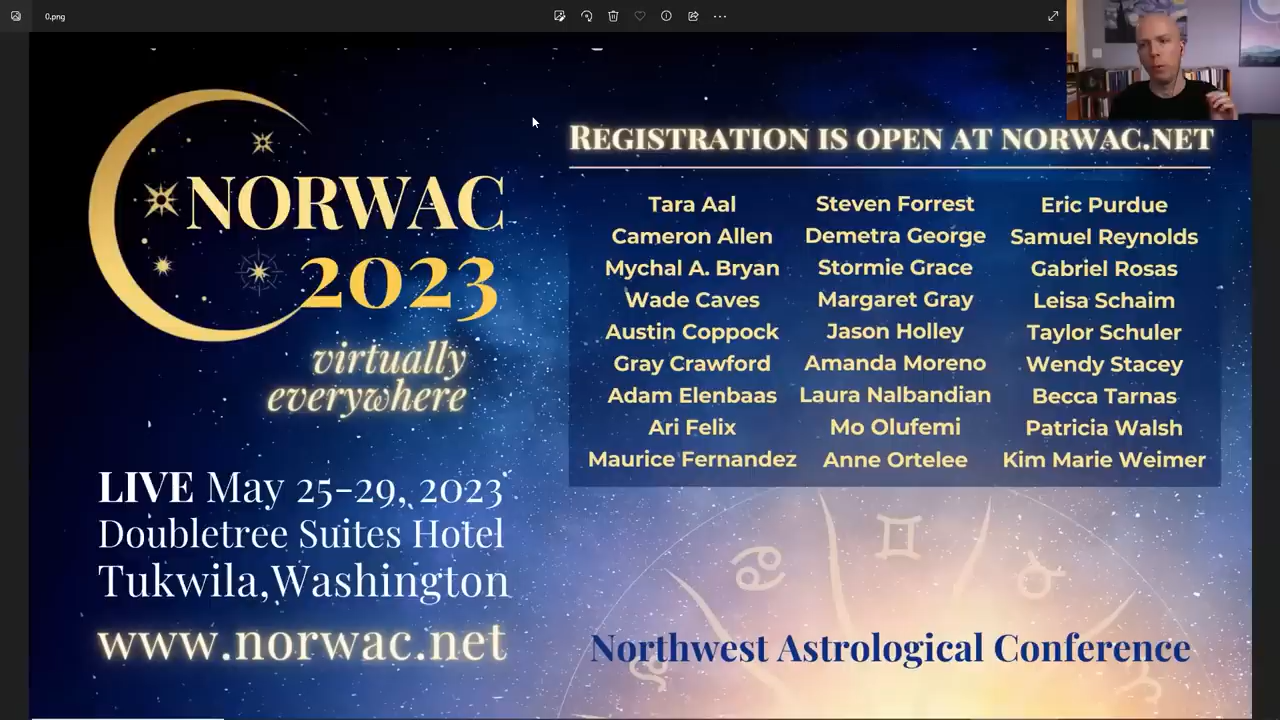 0.png
NORWAC
2023
virtually
everywhere
LIVE May 25-29, 2023
Doubletree Suites Hotel
Tukwila,Washington
www.norwac.net
REGISTRATION IS OPEN AT NORWAC.NET
Tara Aal
Cameron Allen
Mychal A. Bryan
Wade Caves
Austin Coppock
Gray Crawford
Adam Elenbaas
Ari Felix
Maurice Fernandez
Steven Forrest
Demetra George
Stormie Grace
Margaret Gray
Jason Holley
Amanda Moreno
Laura Nalbandian
Mo Olufemi
Anne Ortelee
Eric Purdue
Samuel Reynolds
Gabriel Rosas
Leisa Schaim
Taylor Schuler
Wendy Stacey
Becca Tarnas
Patricia Walsh
Kim Marie Weimer
Northwest Astrological Conference